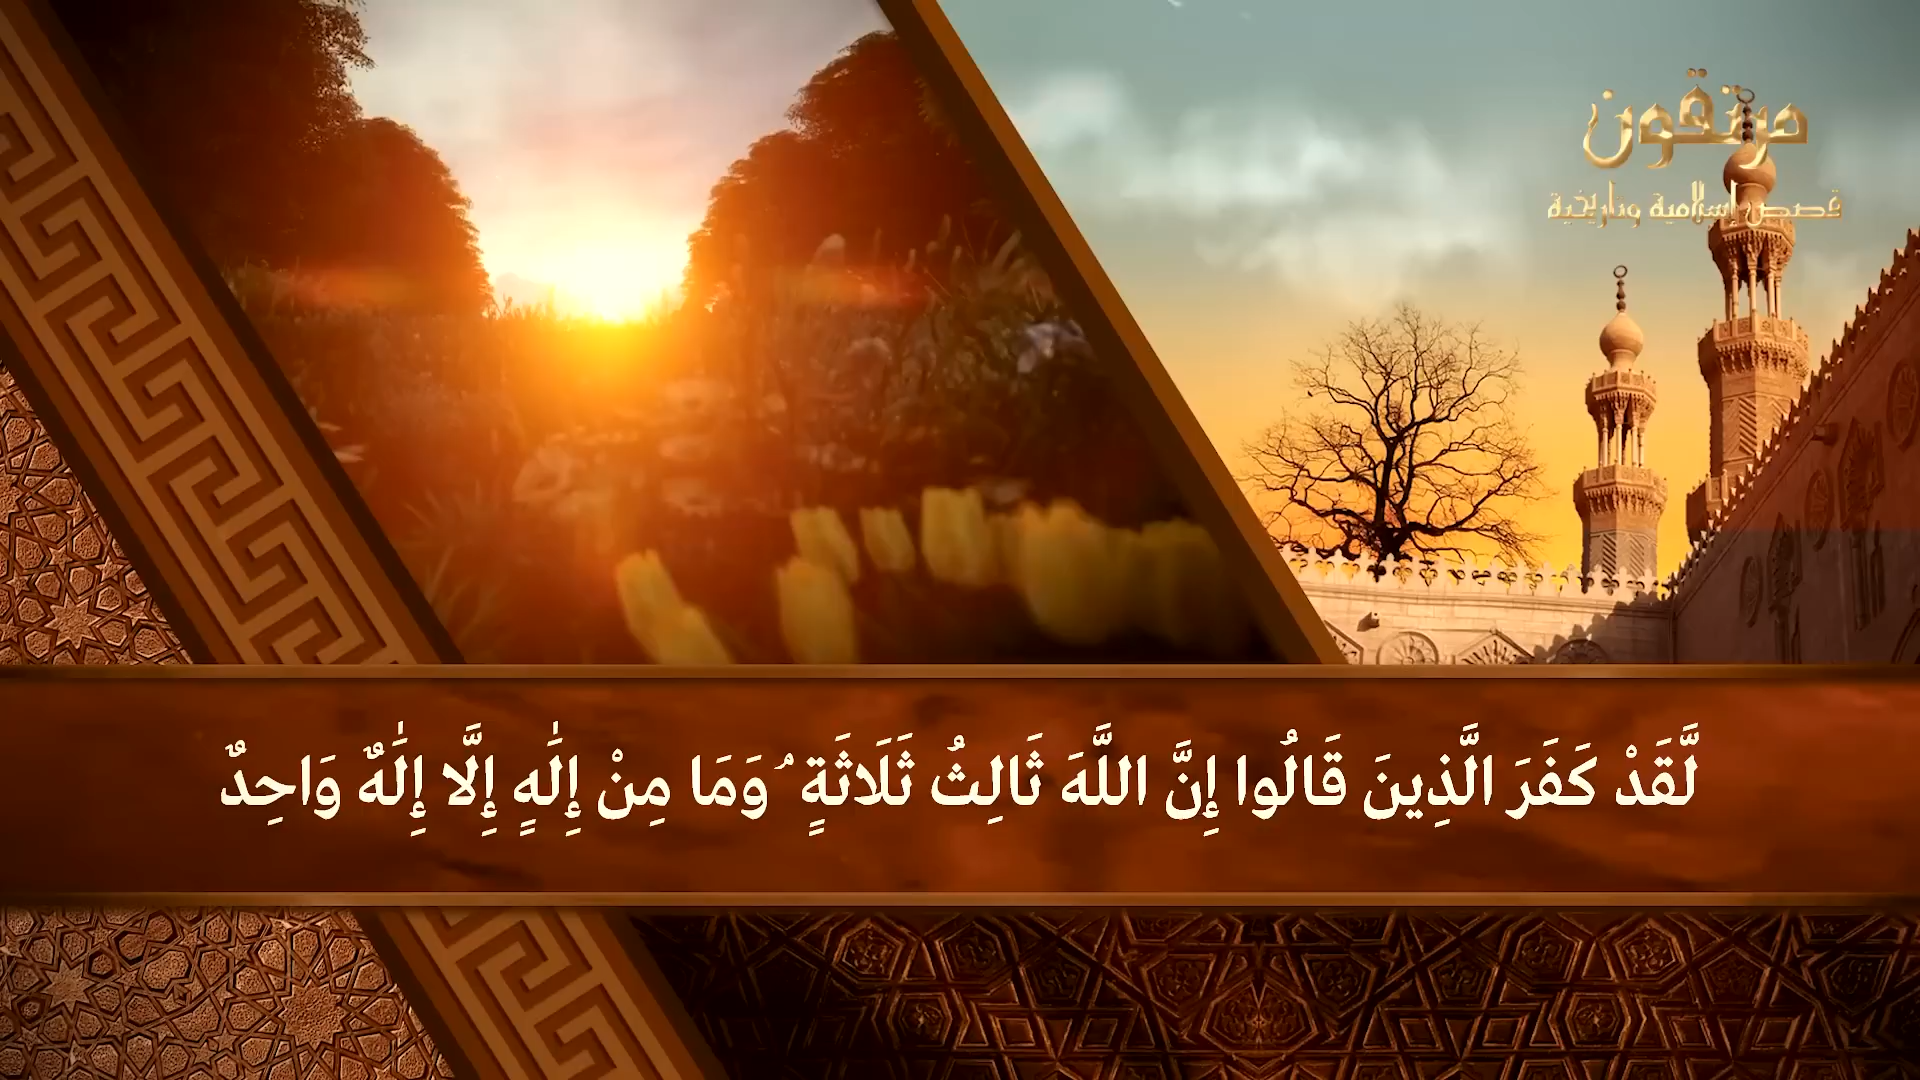 مرتقون
قصص إسلامية وتاريخية
لَّقَدْ كَفَرَ الَّذِينَ قَالُوا إِنَّ اللَّهَ ثَالِثُ ثَلَاثَةٍ ۘ وَمَا مِنْ إِلَٰهٍ إِلَّا إِلَٰهٌ وَاحِدٌ